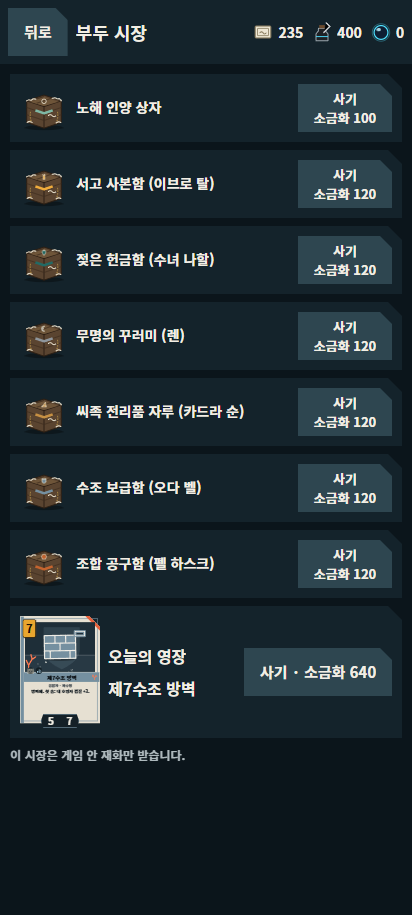 뒤로
부두 시장
235
400
0
노해 인양 상자
사기
소금화 100
서고 사본함 (이브로 탈)
사기
소금화 120
젖은 헌금함 (수녀 나할)
사기
소금화 120
무명의 꾸러미 (렌)
사기
소금화 120
씨족 전리품 자루 (카드라 순)
사기
소금화 120
수조 보급함 (오다 벨)
사기
소금화 120
조합 공구함 (펠 하스크)
사기
소금화 120
7
제7수조 방벽
5 7
오늘의 영장
제7수조 방벽
사기 · 소금화 640
이 시장은 게임 안 재화만 받습니다.